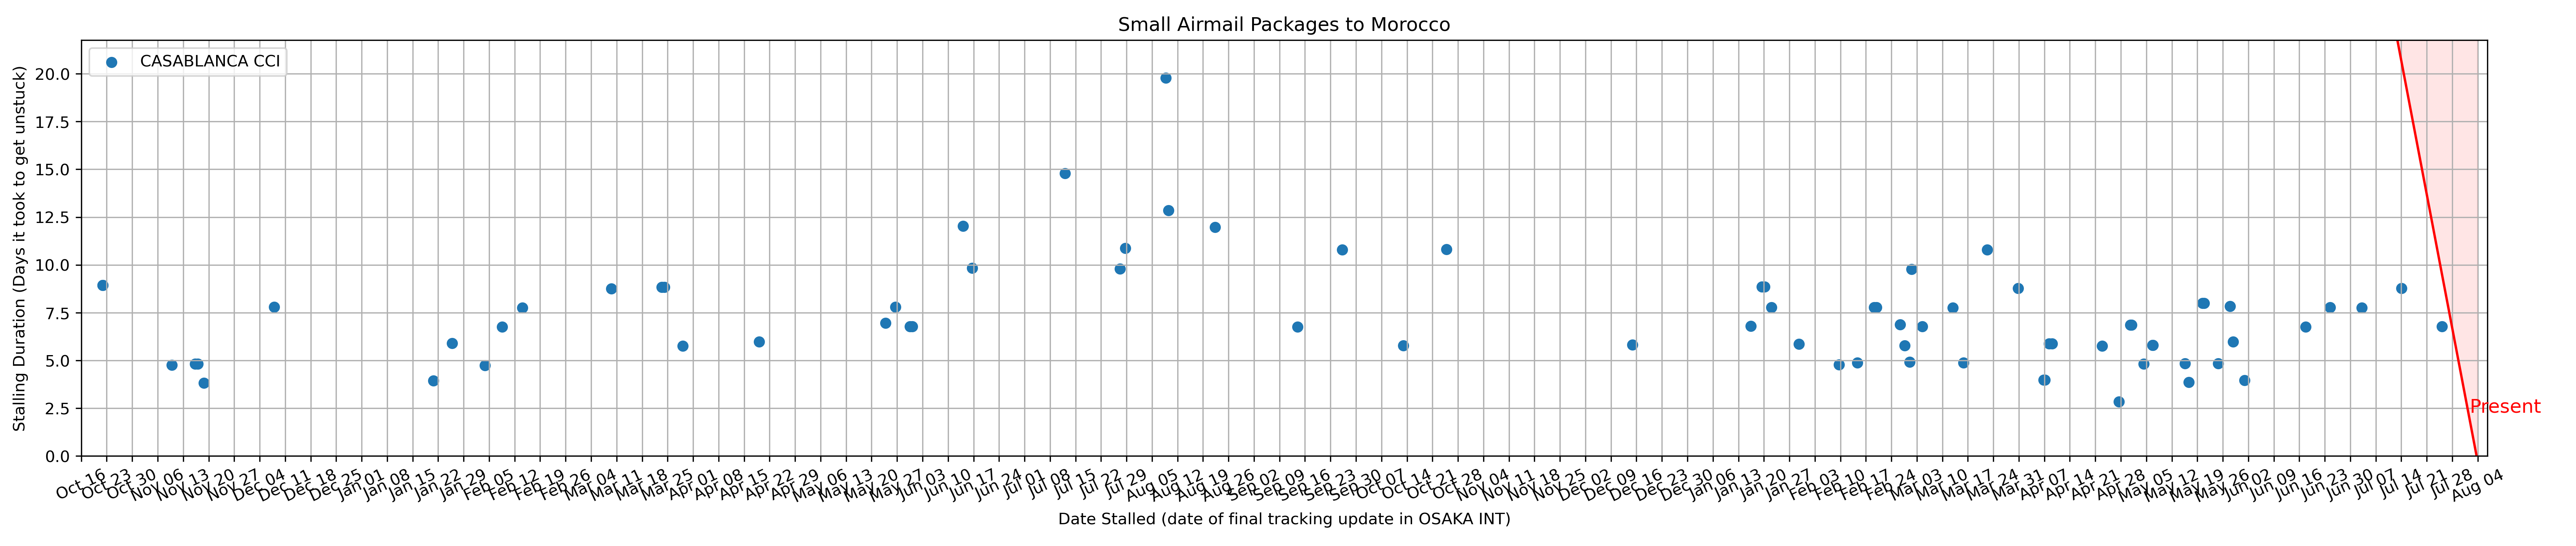 Small Airmail Packages to Morocco
CASABLANCA CCI
Stalling Duration (Days it took to get unstuck)
20.0
17.5
15.0
12.5
10.0
7.5
5.0
2.5
0.0
Present
Oct 16 Oct 23 Oct 30 Nov 06 Nov 13 Nov 20 Nov 27 Dec 04 Dec 11 Dec 18 Dec 25 Jan 01 Jan 08 Jan 15 Jan 22 Jan 29 Feb 05 Feb 12 Feb 19 Feb 26 Mar 04 Mar 11 Mar 18 Mar 25 Apr 01 Apr 08 Apr 15 Apr 22 Apr 29 May 06 May 13 May 20 May 27 Jun 03 Jun 10 Jun 17 Jun 24 Jul 01 Jul 08 Jul 15 Jul 22 Jul 29 Aug 05 Aug 12 Aug 19 Aug 26 Sep 02 Sep 09 Sep 16 Sep 23 Sep 30 Oct 07 Oct 14 Oct 21 Oct 28 Nov 04 Nov 11 Nov 18 Nov 25 Dec 02 Dec 09 Dec 16 Dec 23 Dec 30 Jan 06 Jan 13 Jan 20 Jan 27 Feb 03 Feb 10 Feb 17 Feb 24 Mar 03 Mar 10 Mar 17 Mar 24 Mar 31 Apr 07 Apr 14 Apr 21 Apr 28 May 05 May 12 May 19 May 26 Jun 02 Jun 09 Jun 16 Jun 23 Jun 30 Jul 07 Jul 14 Jul 21 Jul 28 Aug 04
Date Stalled (date of final tracking update in OSAKA INT)